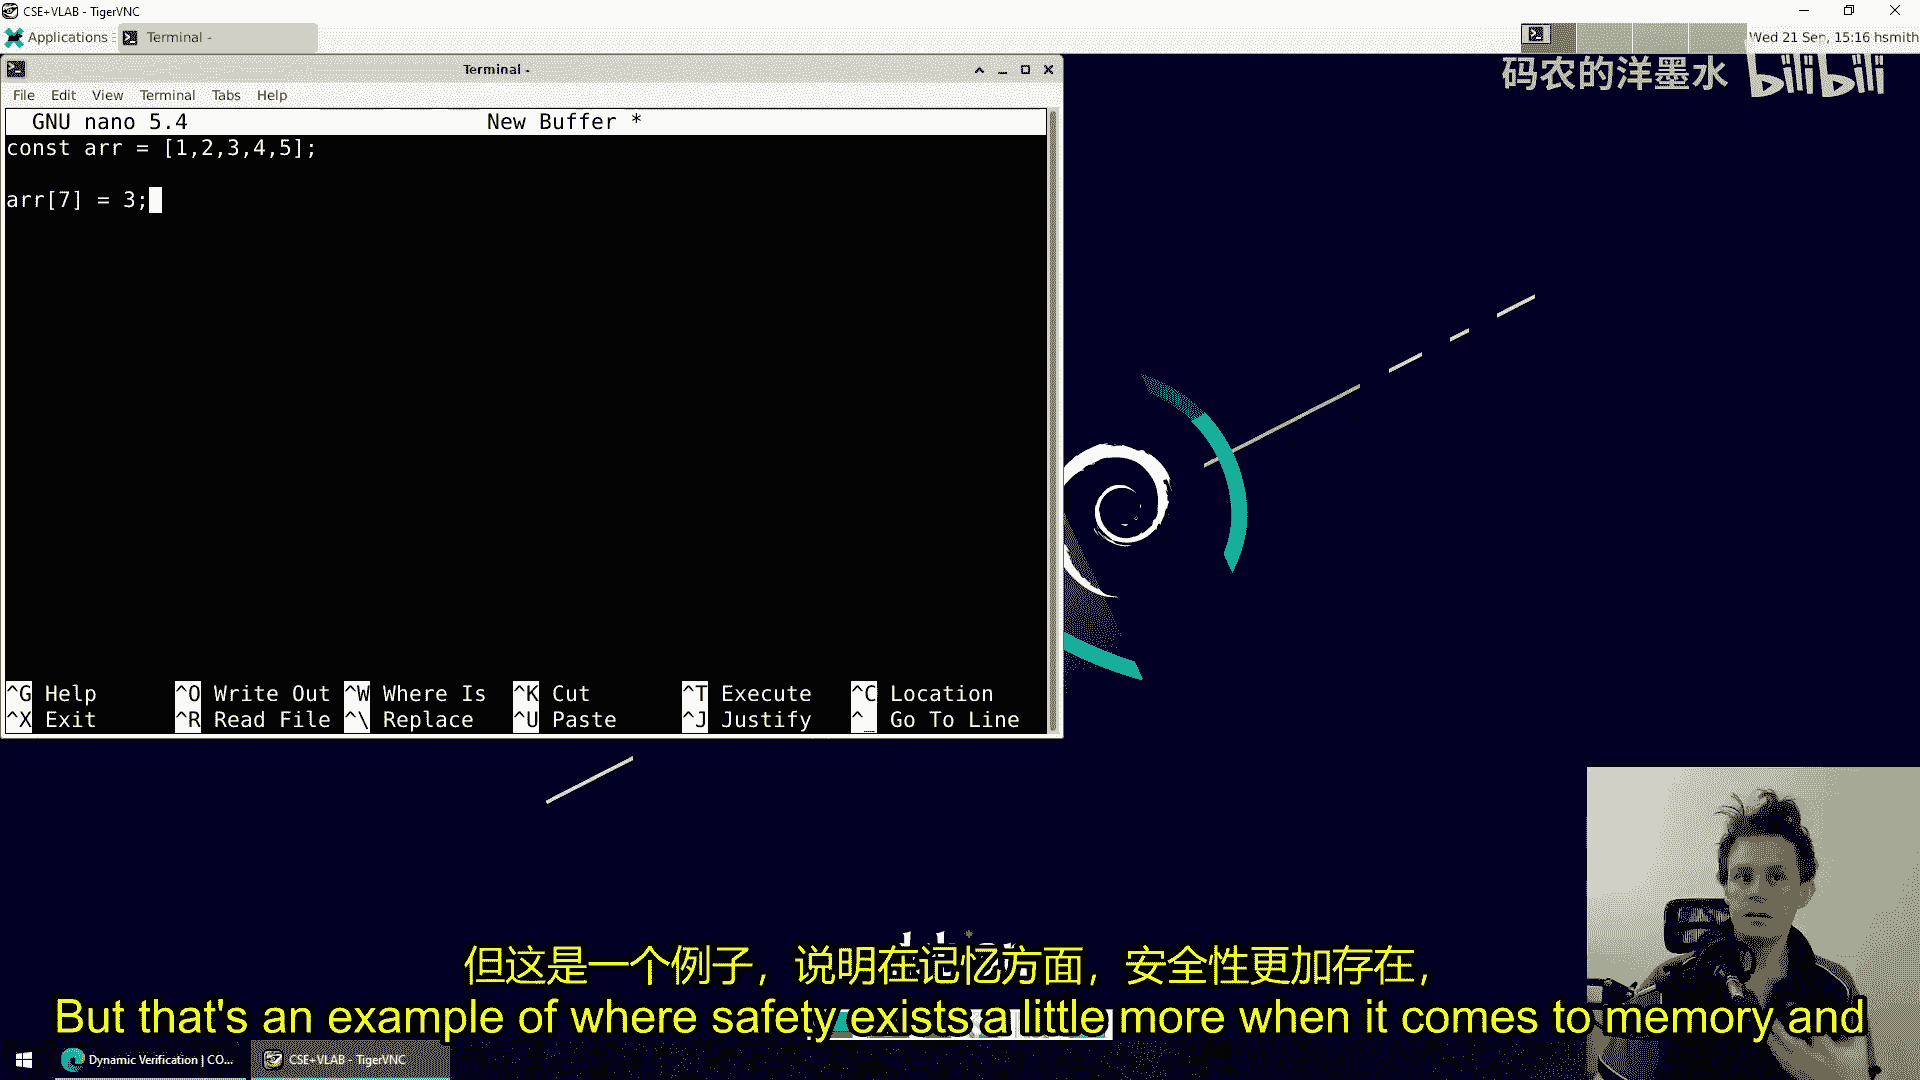 CSE+VLAB - TigerVNC
Applications Terminal - Wed 21 Sep, 15:16 hsmith
码农的洋墨水 bilibili
Terminal -
File Edit View Terminal Tabs Help
GNU nano 5.4 New Buffer *
const arr = [1,2,3,4,5];
arr[7] = 3;
^G Help ^O Write Out ^W Where Is ^K Cut ^T Execute ^C Location
^X Exit ^R Read File ^\ Replace ^U Paste ^J Justify ^_ Go To Line
但这是一个例子，说明在记忆方面，安全性更加存在，
But that's an example of where safety exists a little more when it comes to memory and
Dynamic Verification | CO... CSE+VLAB - TigerVNC